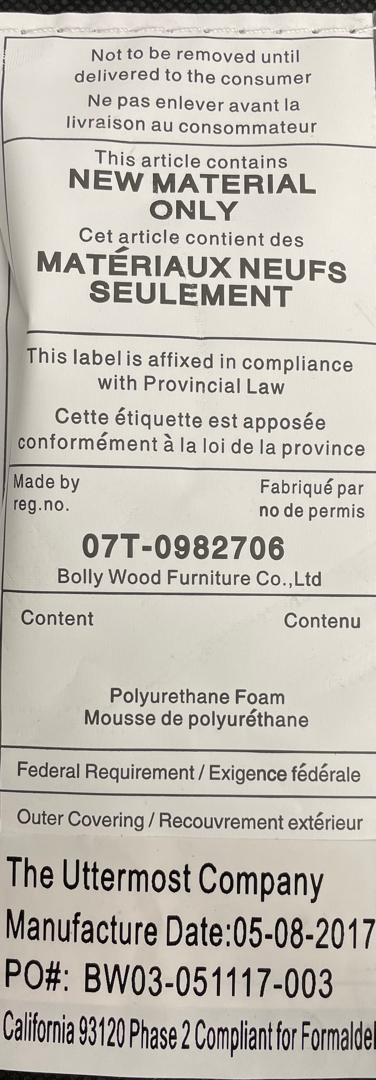 Not to be removed until
delivered to the consumer
Ne pas enlever avant la
livraison au consommateur
This article contains
NEW MATERIAL
ONLY
Cet article contient des
MATÉRIAUX NEUFS
SEULEMENT
This label is affixed in compliance
with Provincial Law
Cette étiquette est apposée
conformément à la loi de la province
Made by Fabriqué par
reg.no. no de permis
07T-0982706
Bolly Wood Furniture Co.,Ltd
Content Contenu
Polyurethane Foam
Mousse de polyuréthane
Federal Requirement / Exigence fédérale
Outer Covering / Recouvrement extérieur
The Uttermost Company
Manufacture Date:05-08-2017
PO#: BW03-051117-003
California 93120 Phase 2 Compliant for